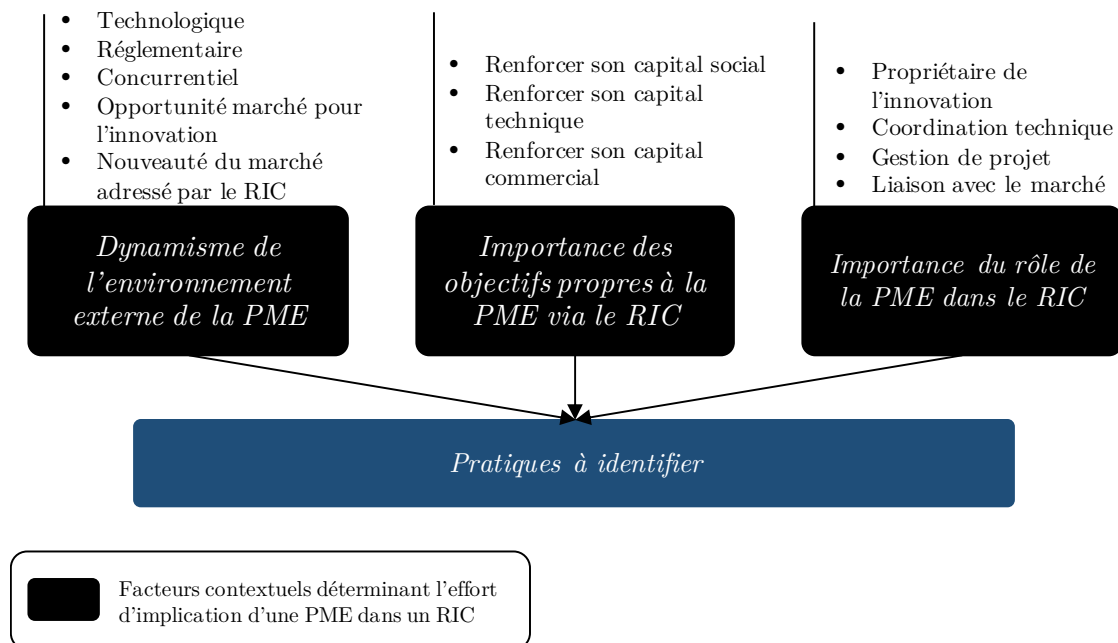 • Technologique
• Réglementaire
• Concurrentiel
• Opportunité marché pour
l'innovation
• Nouveauté du marché
adressé par le RIC
Dynamisme de
l'environnement
externe de la PME
• Renforcer son capital social
• Renforcer son capital
technique
• Renforcer son capital
commercial
Importance des
objectifs propres à la
PME via le RIC
• Propriétaire de
l'innovation
• Coordination technique
• Gestion de projet
• Liaison avec le marché
Importance du rôle de
la PME dans le RIC
Pratiques à identifier
Facteurs contextuels déterminant l'effort
d'implication d'une PME dans un RIC